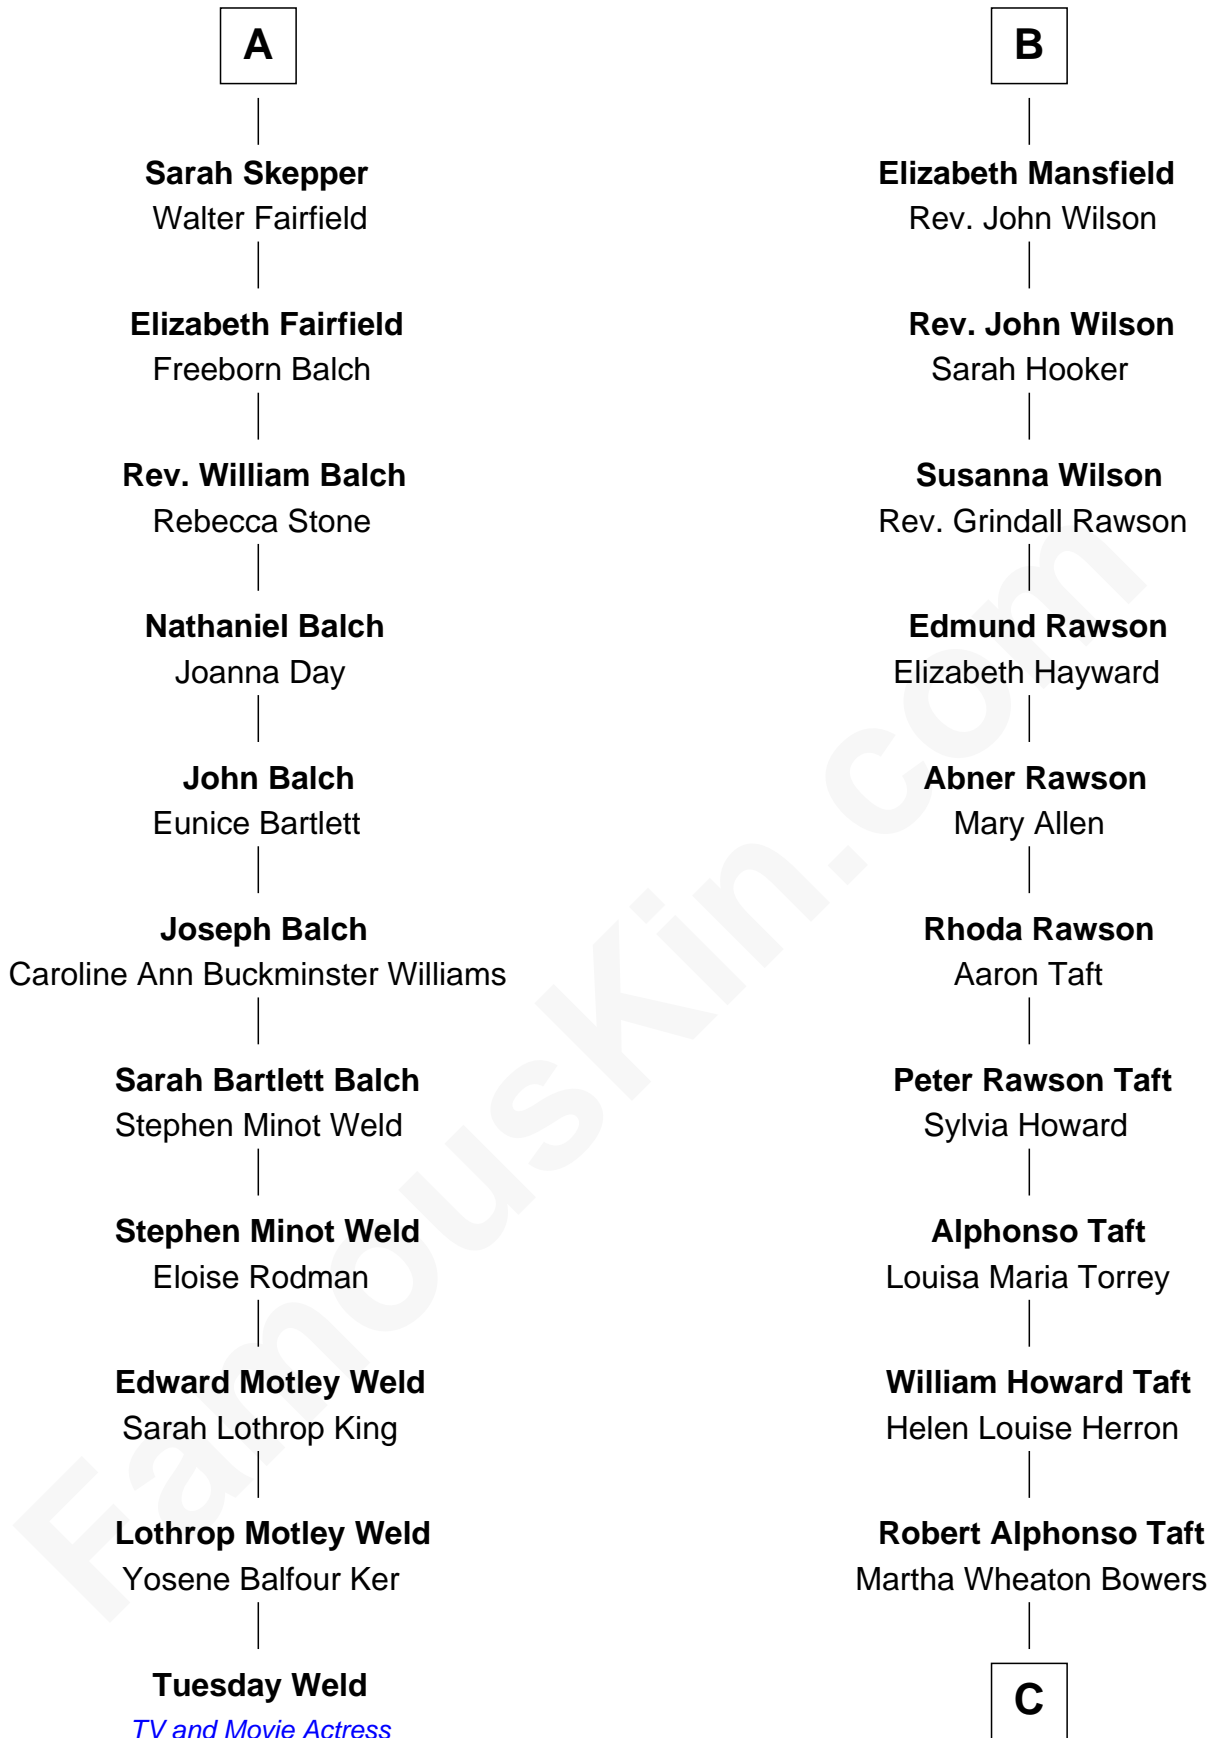 A
Sarah Skepper
Walter Fairfield
Elizabeth Fairfield
Freeborn Balch
Rev. William Balch
Rebecca Stone
Nathaniel Balch
Joanna Day
John Balch
Eunice Bartlett
Joseph Balch
Caroline Ann Buckminster Williams
Sarah Bartlett Balch
Stephen Minot Weld
Stephen Minot Weld
Eloise Rodman
Edward Motley Weld
Sarah Lothrop King
Lothrop Motley Weld
Yosene Balfour Ker
Tuesday Weld
TV and Movie Actress
B
Elizabeth Mansfield
Rev. John Wilson
Rev. John Wilson
Sarah Hooker
Susanna Wilson
Rev. Grindall Rawson
Edmund Rawson
Elizabeth Hayward
Abner Rawson
Mary Allen
Rhoda Rawson
Aaron Taft
Peter Rawson Taft
Sylvia Howard
Alphonso Taft
Louisa Maria Torrey
William Howard Taft
Helen Louise Herron
Robert Alphonso Taft
Martha Wheaton Bowers
C
FamousKin.com